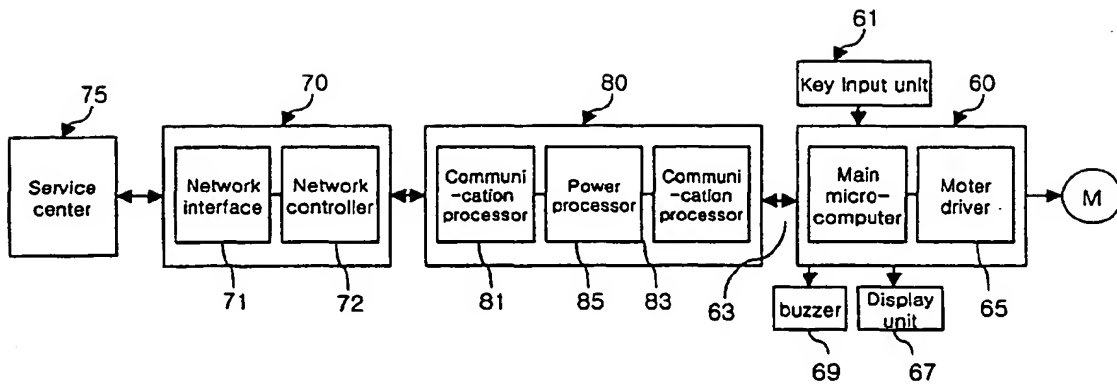 61
Key Input unit
75
70
80
60
Service
center
Network
interface
Network
controller
Communi
-cation
processor
Power
processor
Communi
-cation
processor
Main
micro-
computer
Moter
driver
M
71
72
81
85
83
63
buzzer
Display
unit
65
69
67